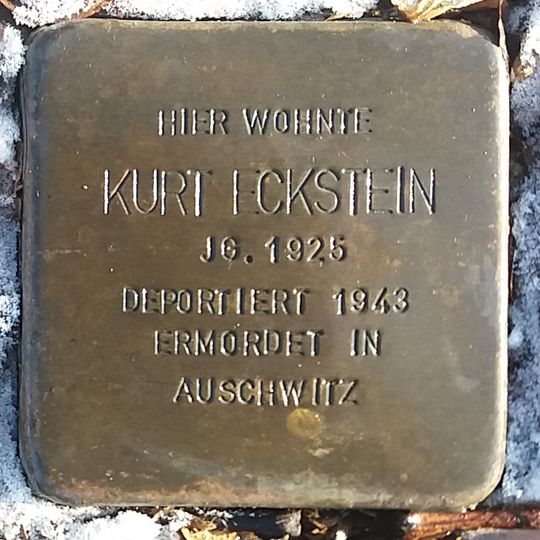 HIER WOHNTE
KURT ECKSTEIN
JG. 1925
DEPORTIERT 1943
ERMORDET IN
AUSCHWITZ